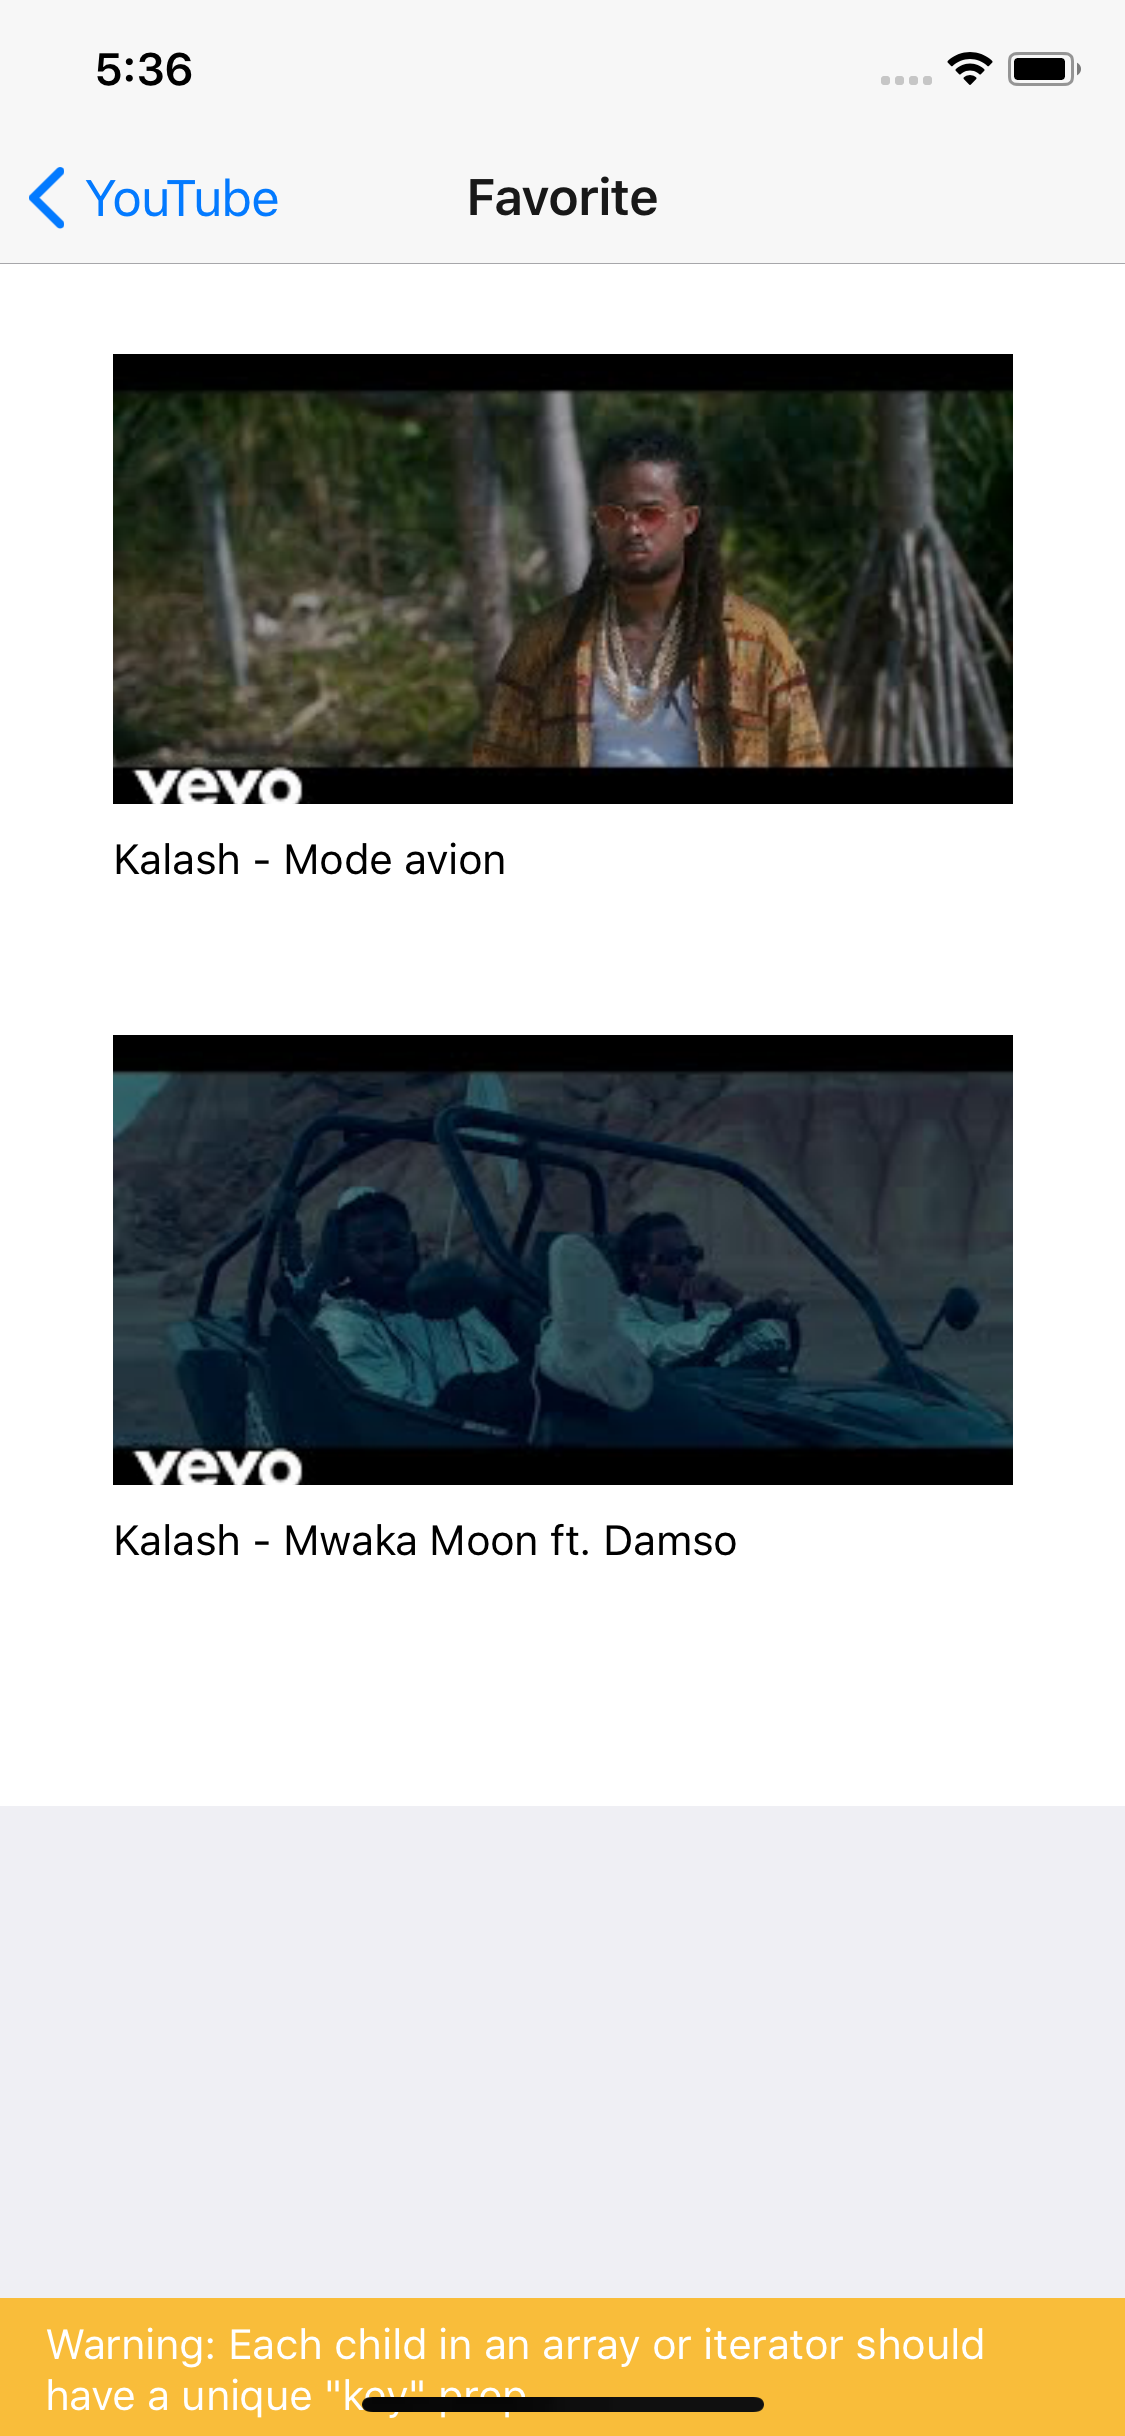 5:36
YouTube
Favorite
vevo
Kalash - Mode avion
vevo
Kalash - Mwaka Moon ft. Damso
Warning: Each child in an array or iterator should
have a unique "key" prop